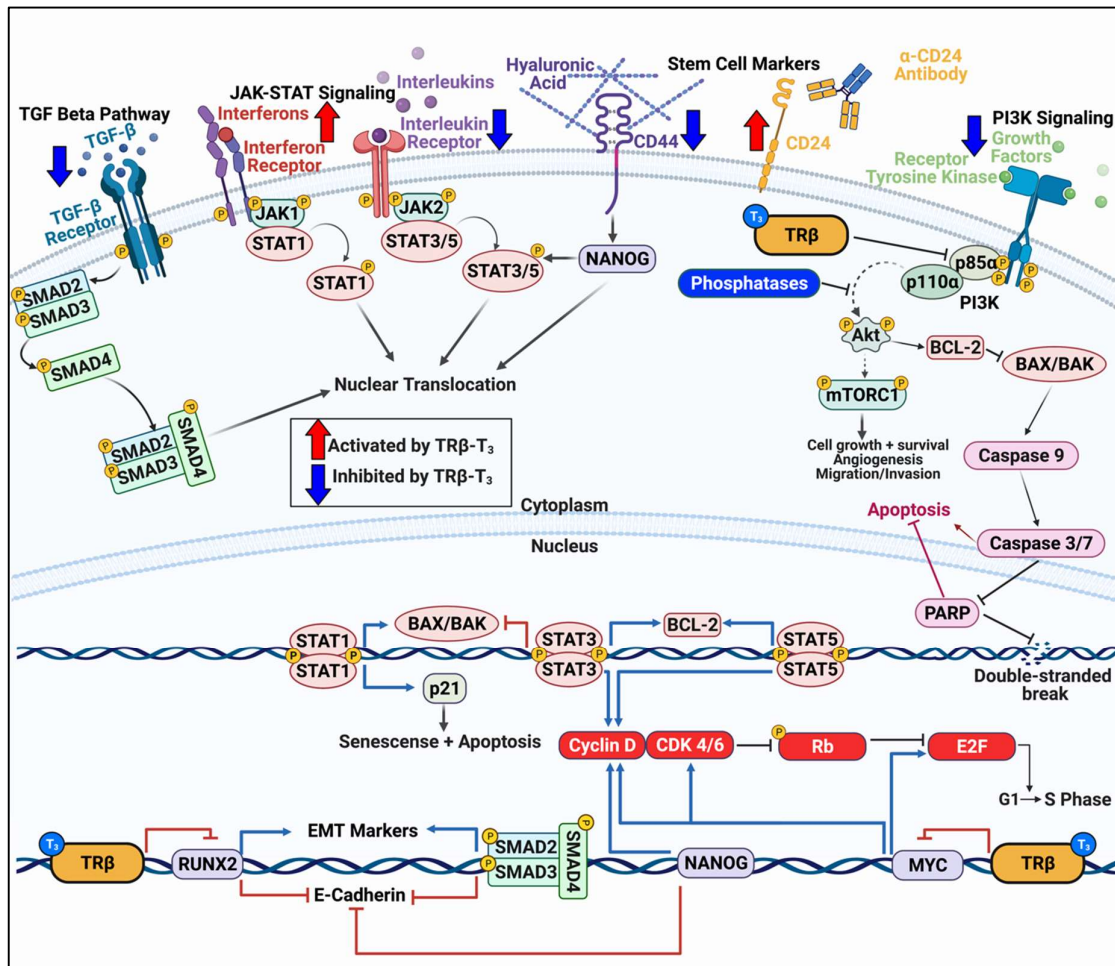 TGF Beta Pathway
TGF-β
TGF-β
Receptor
JAK-STAT Signaling
Interferons
Interferon
Receptor
Interleukins
Interleukin
Receptor
Hyaluronic
Acid
CD44
Stem Cell Markers
CD24
α-CD24
Antibody
PI3K Signaling
Growth
Factors
Receptor
Tyrosine Kinase
P
P
P
P
JAK1
STAT1
P
STAT1
P
P
JAK2
STAT3/5
P
STAT3/5
NANOG
T₃
TRβ
Phosphatases
P
p85α
p110α
PI3K
P
P
P
P
P
P
Akt
BCL-2
BAX/BAK
P
P
mTORC1
Cell growth + survival
Angiogenesis
Migration/Invasion
Caspase 9
Caspase 3/7
Apoptosis
PARP
Double-stranded
break
P
SMAD2
P
SMAD3
P
SMAD4
P
P
SMAD2
P
SMAD3
SMAD4
Nuclear Translocation
Activated by TRβ-T₃
Inhibited by TRβ-T₃
Cytoplasm
Nucleus
STAT1
P
P
STAT1
BAX/BAK
p21
Senescense + Apoptosis
STAT3
P
P
STAT3
BCL-2
STAT5
P
P
STAT5
Cyclin D
CDK 4/6
P
Rb
E2F
G1
S Phase
T₃
TRβ
RUNX2
EMT Markers
E-Cadherin
P
P
SMAD2
P
SMAD3
SMAD4
NANOG
MYC
T₃
TRβ